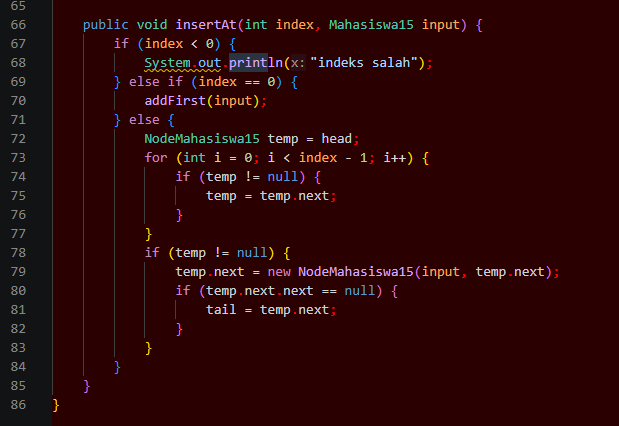 65
66 public void insertAt(int index, Mahasiswa15 input) {
67 if (index < 0) {
68 System.out.println(x: "indeks salah");
69 } else if (index == 0) {
70 addFirst(input);
71 } else {
72 NodeMahasiswa15 temp = head;
73 for (int i = 0; i < index - 1; i++) {
74 if (temp != null) {
75 temp = temp.next;
76 }
77 }
78 if (temp != null) {
79 temp.next = new NodeMahasiswa15(input, temp.next);
80 if (temp.next.next == null) {
81 tail = temp.next;
82 }
83 }
84 }
85 }
86 }